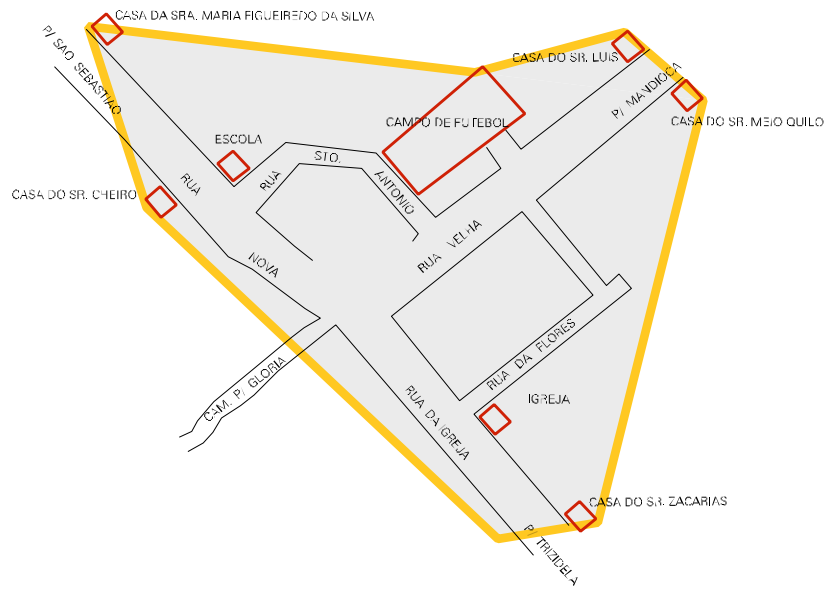 CASA DA SRA. MARIA FIGUEIREDO DA SILVA
P/ SAO SEBASTIAO
CASA DO SR. LUIS
P/ MANDIOCA
CASA DO SR. MEIO QUILO
CAMPO DE FUTEBOL
ESCOLA
RUA STO. ANTONIO
CASA DO SR. CHEIRO
RUA NOVA
RUA VELHA
RUA DA FLORES
CAM. P/ GLORIA
RUA DA IGREJA
IGREJA
CASA DO SR. ZACARIAS
P/ TRIZIDELA